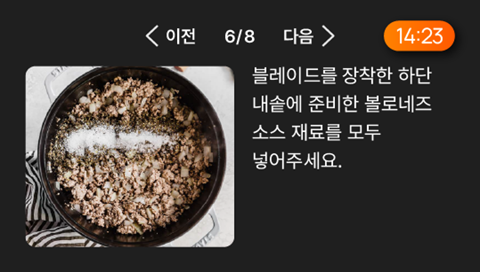 이전
6/8
다음
14:23
블레이드를 장착한 하단
내솥에 준비한 볼로네즈
소스 재료를 모두
넣어주세요.